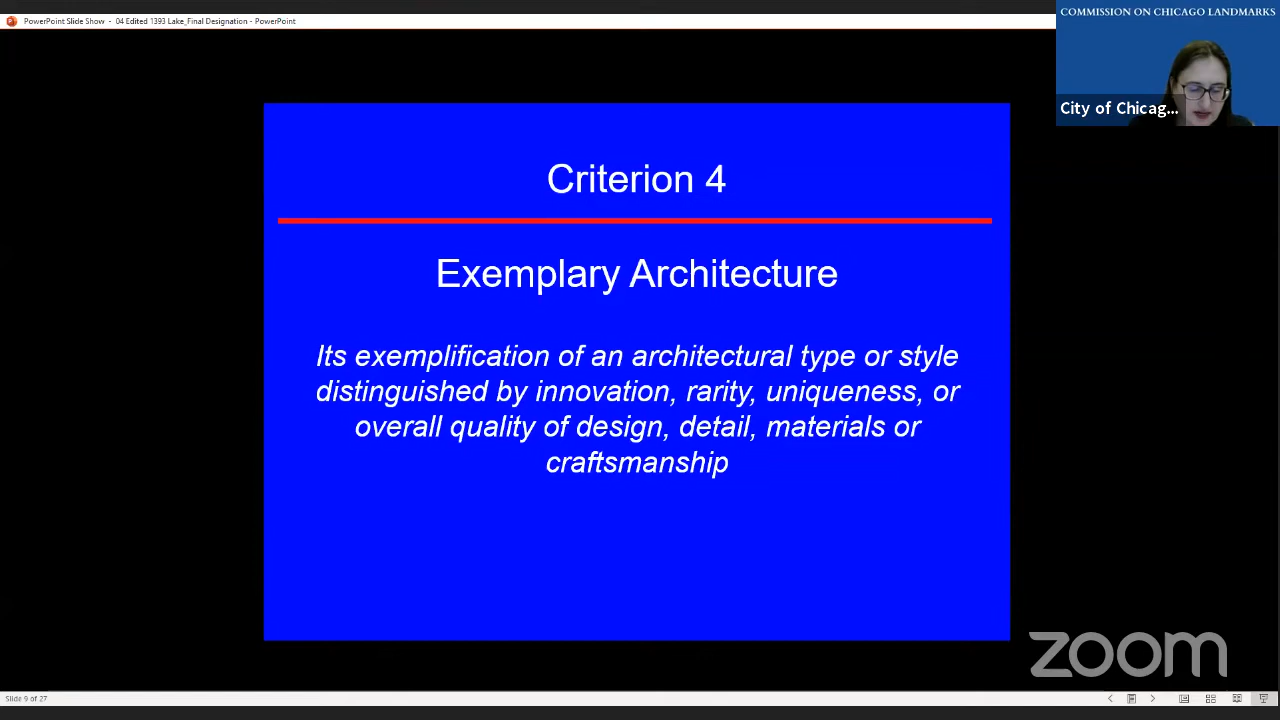 PowerPoint Slide Show - 04 Edited 1393 Lake_Final Designation - PowerPoint
COMMISSION ON CHICAGO LANDMARKS
City of Chicag...
Criterion 4
Exemplary Architecture
Its exemplification of an architectural type or style
distinguished by innovation, rarity, uniqueness, or
overall quality of design, detail, materials or
craftsmanship
zoom
Slide 9 of 27